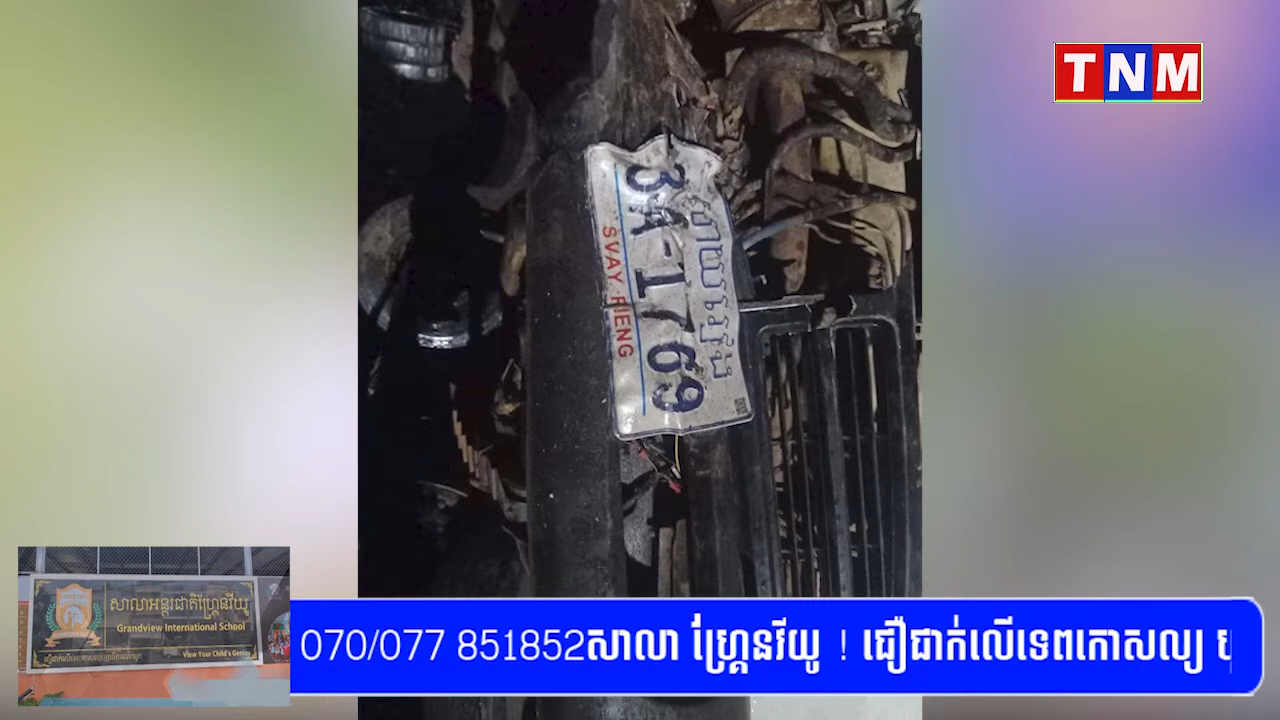 TNM
ស្វាយរៀង
3A-1769
SVAY RIENG
សាលាអន្តរជាតិហ្គ្រែនវីយូ
Grandview International School
View Your Child's Genius
070/077 851852សាលា ហ្គ្រែនវីយូ ! ជឿជាក់លើទេពកោសល្យ